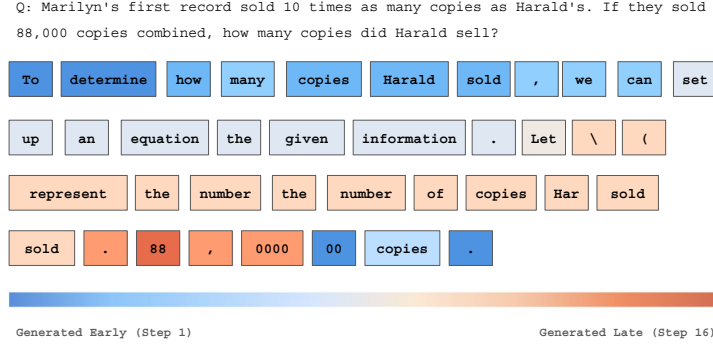 Q: Marilyn's first record sold 10 times as many copies as Harald's. If they sold
88,000 copies combined, how many copies did Harald sell?
To determine how many copies Harald sold , we can set
up an equation the given information . Let \ (
represent the number the number of copies Har sold
sold . 88 , 0000 00 copies .
Generated Early (Step 1) Generated Late (Step 16)